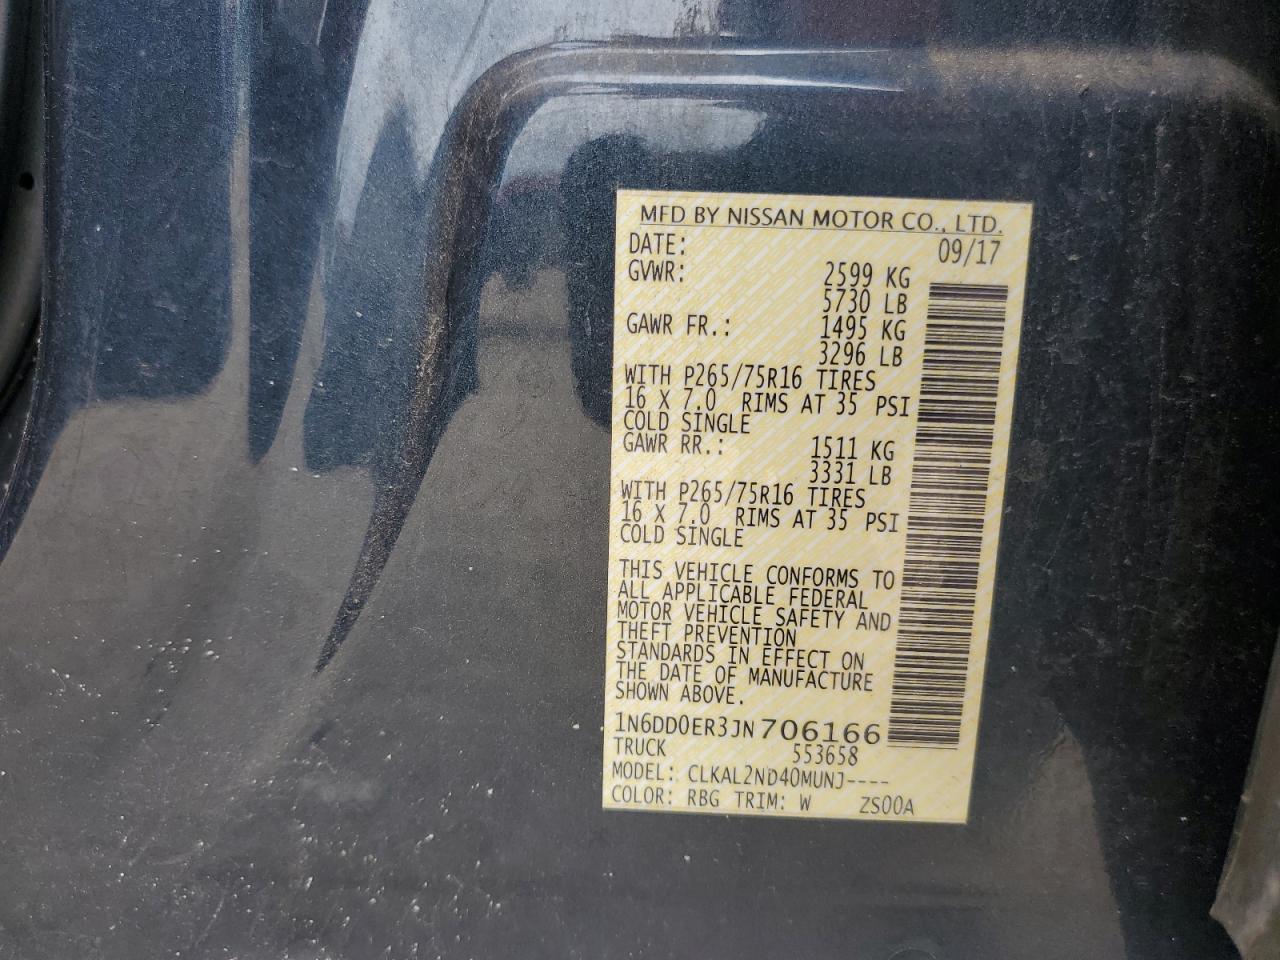 MFD BY NISSAN MOTOR CO., LTD.
DATE: 09/17
GVWR: 2599 KG
5730 LB
GAWR FR.: 1495 KG
3296 LB
WITH P265/75R16 TIRES
16 X 7.0 RIMS AT 35 PSI
COLD SINGLE
GAWR RR.: 1511 KG
3331 LB
WITH P265/75R16 TIRES
16 X 7.0 RIMS AT 35 PSI
COLD SINGLE
THIS VEHICLE CONFORMS TO
ALL APPLICABLE FEDERAL
MOTOR VEHICLE SAFETY AND
THEFT PREVENTION
STANDARDS IN EFFECT ON
THE DATE OF MANUFACTURE
SHOWN ABOVE.
1N6DD0ER3JN706166
TRUCK 553658
MODEL: CLKAL2ND40MUNJ----
COLOR: RBG TRIM: W ZS00A